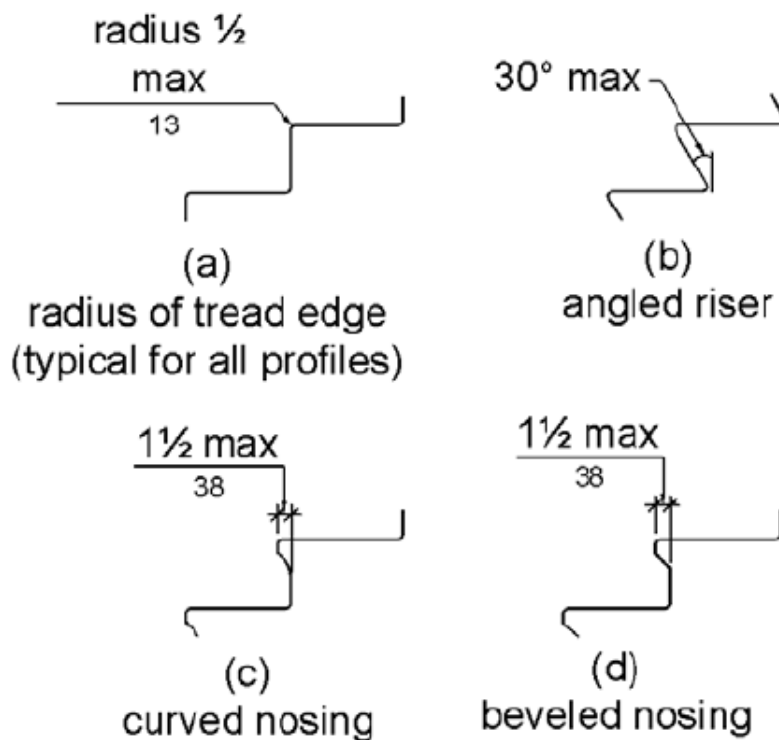 radius ½
max
13
(a)
radius of tread edge
(typical for all profiles)
30° max
(b)
angled riser
1½ max
38
(c)
curved nosing
1½ max
38
(d)
beveled nosing